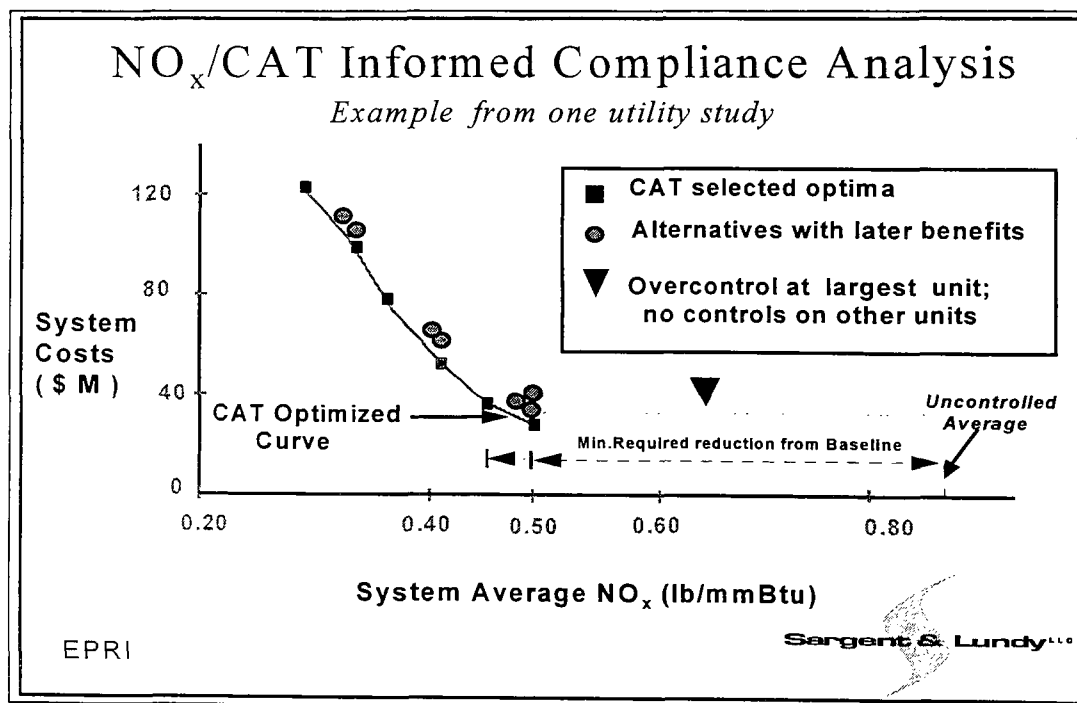 NOx/CAT Informed Compliance Analysis
Example from one utility study
120
80
40
0
System
Costs
($ M)
CAT selected optima
Alternatives with later benefits
Overcontrol at largest unit;
no controls on other units
CAT Optimized
Curve
Uncontrolled
Average
Min.Required reduction from Baseline
0.20
0.40
0.50
0.60
0.80
System Average NOx (lb/mmBtu)
EPRI
Sargent & Lundy LLC